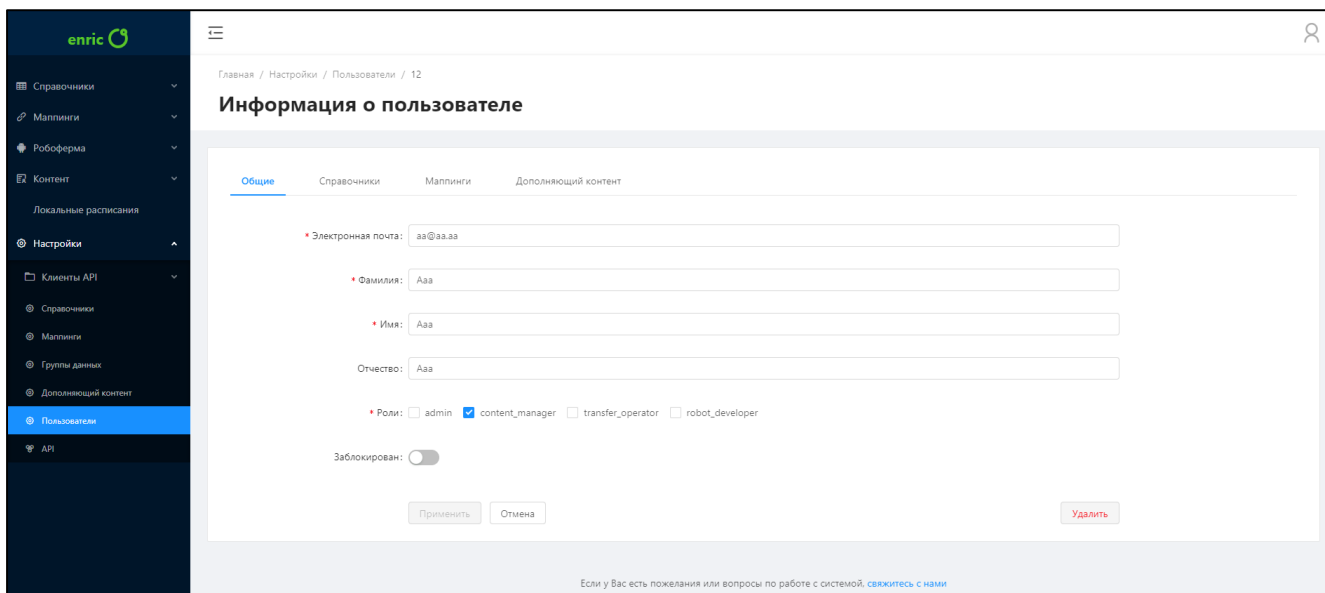 enric
Справочники
Маппинги
Робоферма
Контент
Локальные расписания
Настройки
Клиенты API
Справочники
Маппинги
Группы данных
Дополняющий контент
Пользователи
API
Главная / Настройки / Пользователи / 12
Информация о пользователе
Общие Справочники Маппинги Дополняющий контент
* Электронная почта: aa@aa.aa
* Фамилия: Ааа
* Имя: Ааа
Отчество: Ааа
* Роли: admin content_manager transfer_operator robot_developer
Заблокирован:
Применить Отмена Удалить
Если у Вас есть пожелания или вопросы по работе с системой, свяжитесь с нами